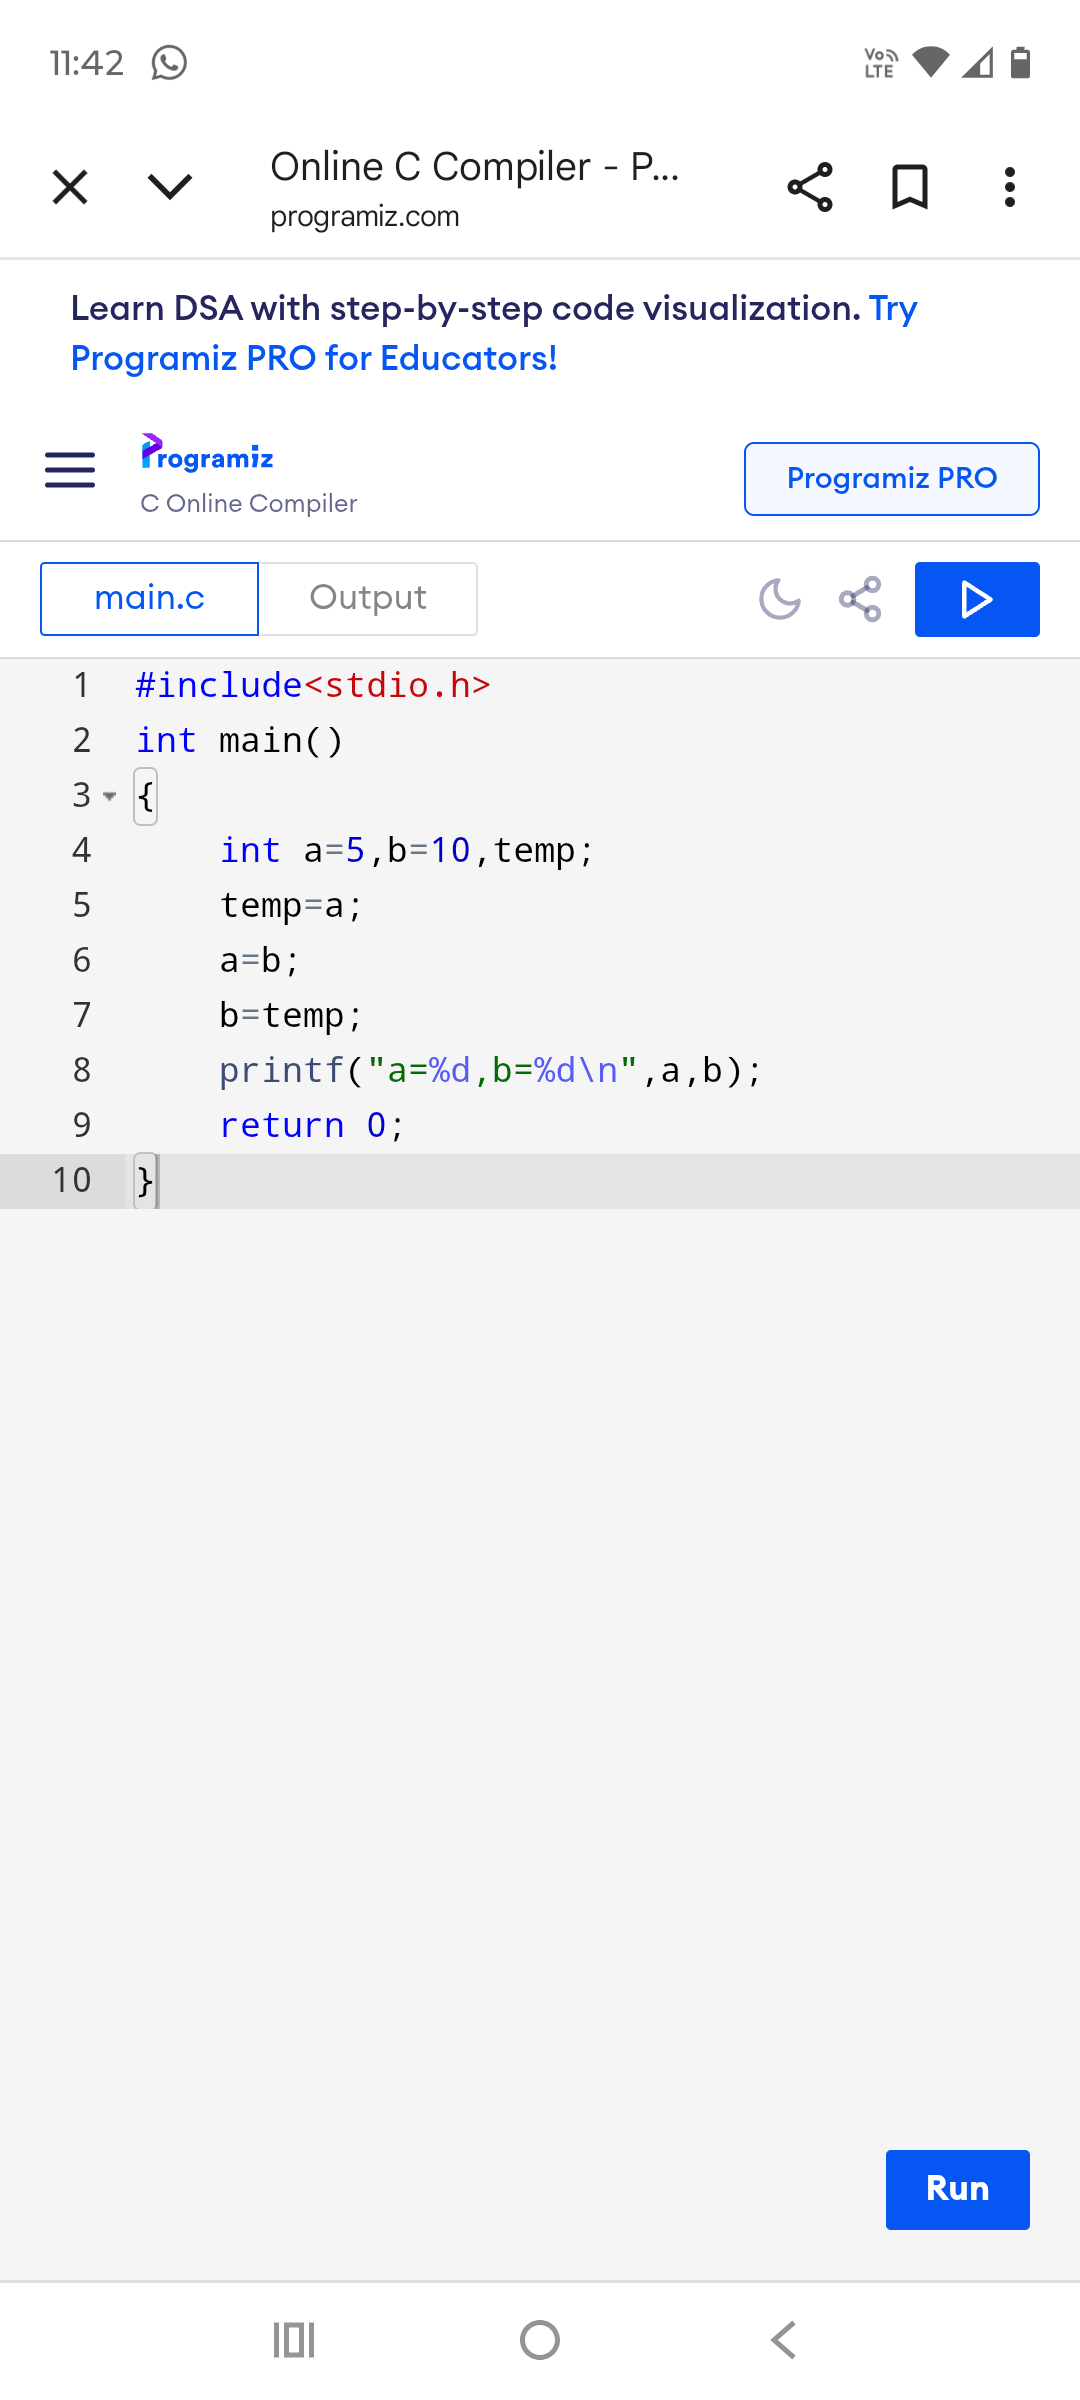 11:42 Vo LTE
Online C Compiler - P...
programiz.com
Learn DSA with step-by-step code visualization. Try
Programiz PRO for Educators!
Programiz
C Online Compiler
Programiz PRO
main.c Output
1 #include<stdio.h>
2 int main()
3 {
4     int a=5,b=10,temp;
5     temp=a;
6     a=b;
7     b=temp;
8     printf("a=%d,b=%d\n",a,b);
9     return 0;
10 }
Run